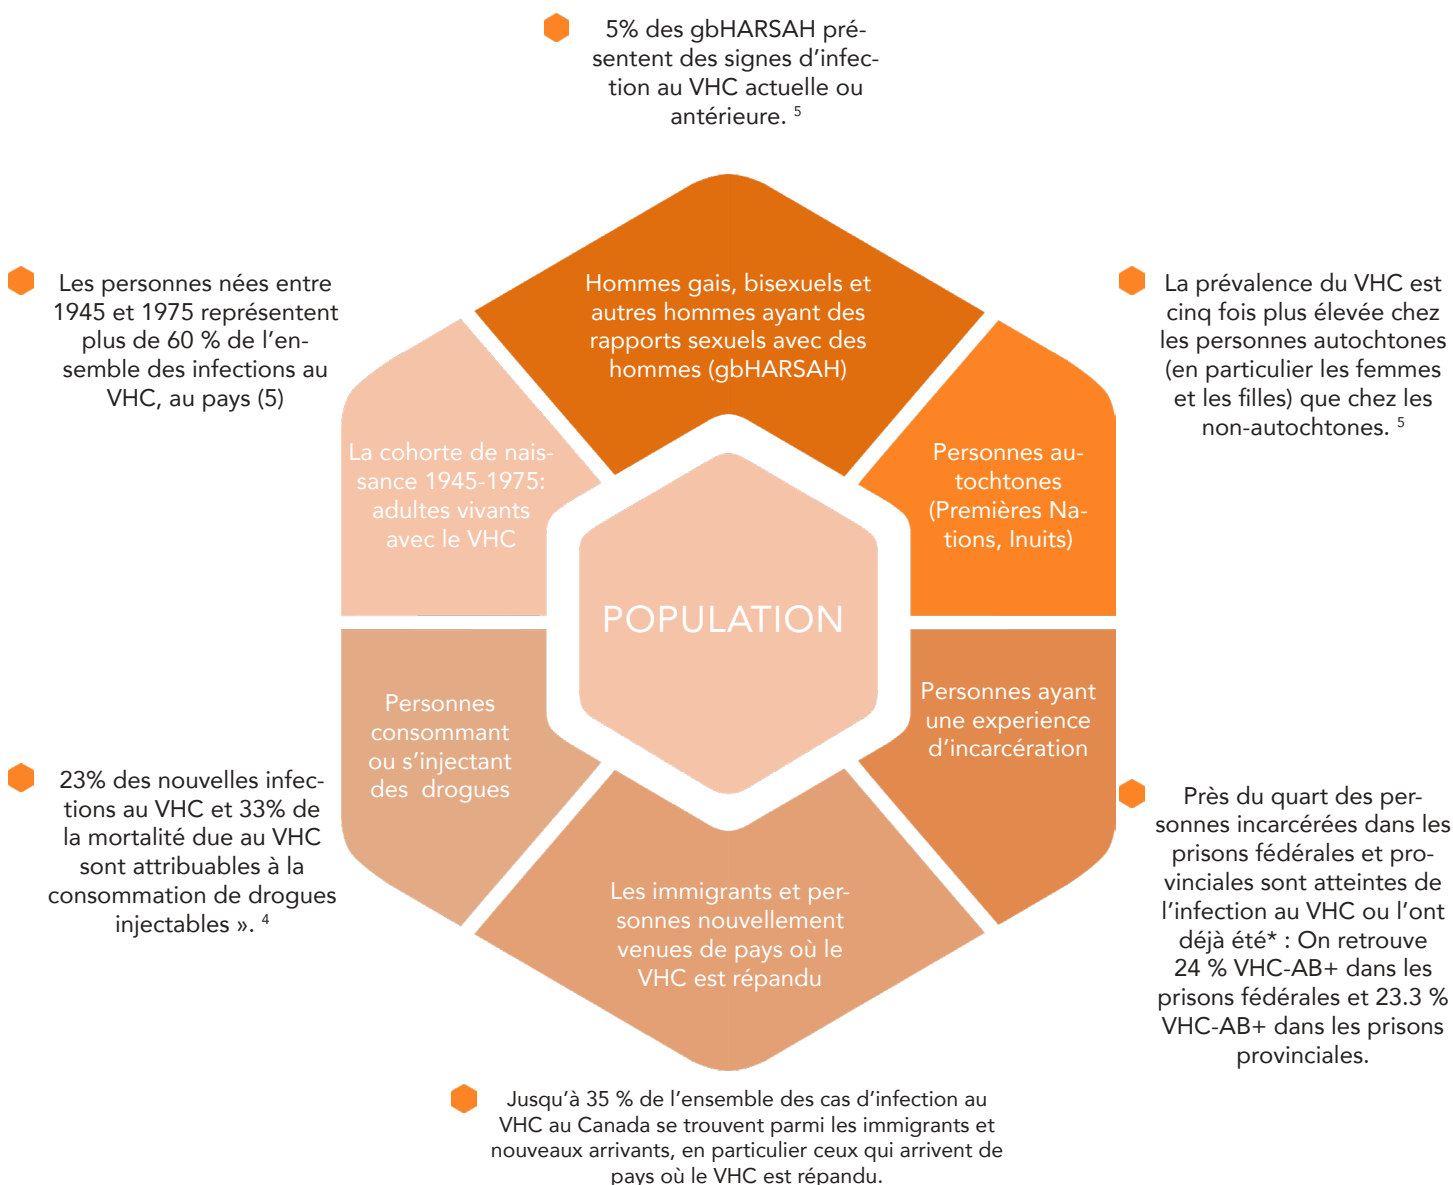 5% des gbHARSAH pré-
sentent des signes d'infec-
tion au VHC actuelle ou
antérieure. 5
Les personnes nées entre
1945 et 1975 représentent
plus de 60 % de l'en-
semble des infections au
VHC, au pays (5)
Hommes gais, bisexuels et
autres hommes ayant des
rapports sexuels avec des
hommes (gbHARSAH)
La prévalence du VHC est
cinq fois plus élevée chez
les personnes autochtones
(en particulier les femmes
et les filles) que chez les
non-autochtones. 5
La cohorte de nais-
sance 1945-1975:
adultes vivants
avec le VHC
Personnes au-
tochtones
(Premières Na-
tions, Inuits)
POPULATION
Personnes
consommant
ou s'injectant
des drogues
Personnes ayant
une experience
d'incarcération
23% des nouvelles infec-
tions au VHC et 33% de
la mortalité due au VHC
sont attribuables à la
consommation de drogues
injectables ». 4
Les immigrants et per-
sonnes nouvellement
venues de pays où le
VHC est répandu
Près du quart des per-
sonnes incarcérées dans les
prisons fédérales et pro-
vinciales sont atteintes de
l'infection au VHC ou l'ont
déjà été* : On retrouve
24 % VHC-AB+ dans les
prisons fédérales et 23.3 %
VHC-AB+ dans les prisons
provinciales.
Jusqu'à 35 % de l'ensemble des cas d'infection au
VHC au Canada se trouvent parmi les immigrants et
nouveaux arrivants, en particulier ceux qui arrivent de
pays où le VHC est répandu.